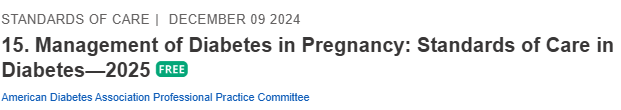 STANDARDS OF CARE | DECEMBER 09 2024
15. Management of Diabetes in Pregnancy: Standards of Care in
Diabetes—2025 FREE
American Diabetes Association Professional Practice Committee